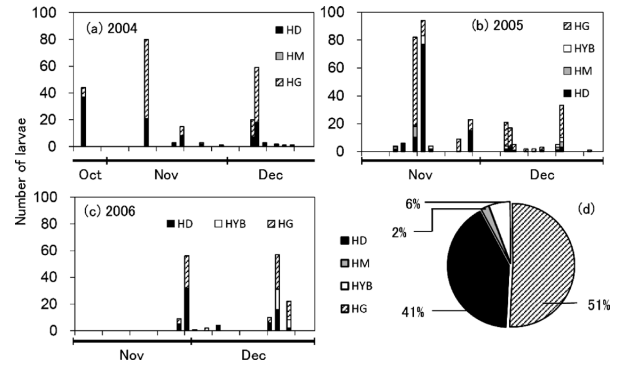 (a) 2004
HD
HM
HG
100
80
60
40
20
0
Oct
Nov
Dec
(b) 2005
HG
HYB
HM
HD
100
80
60
40
20
0
Nov
Dec
Number of larvae
(c) 2006
HD
HYB
HG
100
80
60
40
20
0
Nov
Dec
(d)
HD
HM
HYB
HG
6%
2%
41%
51%